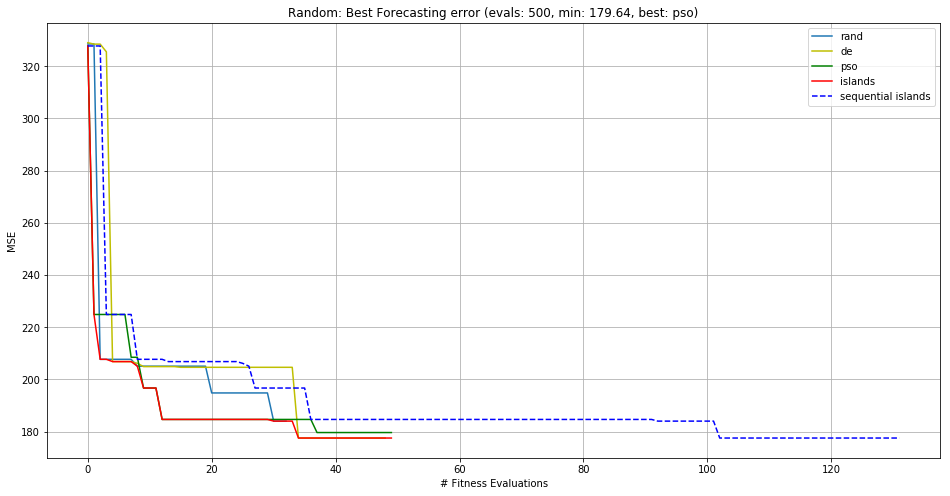 Random: Best Forecasting error (evals: 500, min: 179.64, best: pso)
rand
de
pso
islands
sequential islands
MSE
320
300
280
260
240
220
200
180
0 20 40 60 80 100 120
# Fitness Evaluations